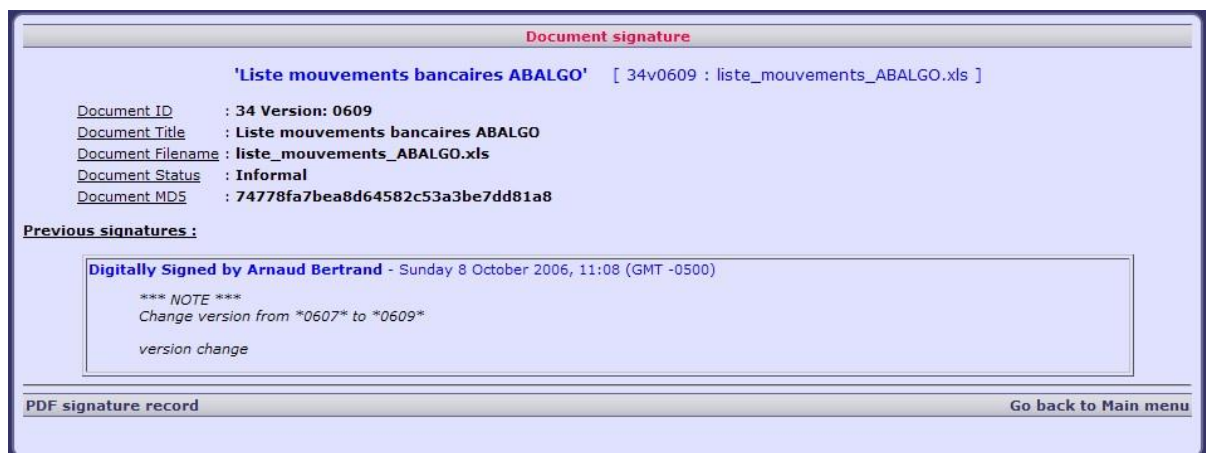 Document signature
'Liste mouvements bancaires ABALGO' [ 34v0609 : liste_mouvements_ABALGO.xls ]
Document ID : 34 Version: 0609
Document Title : Liste mouvements bancaires ABALGO
Document Filename : liste_mouvements_ABALGO.xls
Document Status : Informal
Document MD5 : 74778fa7bea8d64582c53a3be7dd81a8
Previous signatures :
Digitally Signed by Arnaud Bertrand - Sunday 8 October 2006, 11:08 (GMT -0500)
*** NOTE ***
Change version from *0607* to *0609*
version change
PDF signature record Go back to Main menu